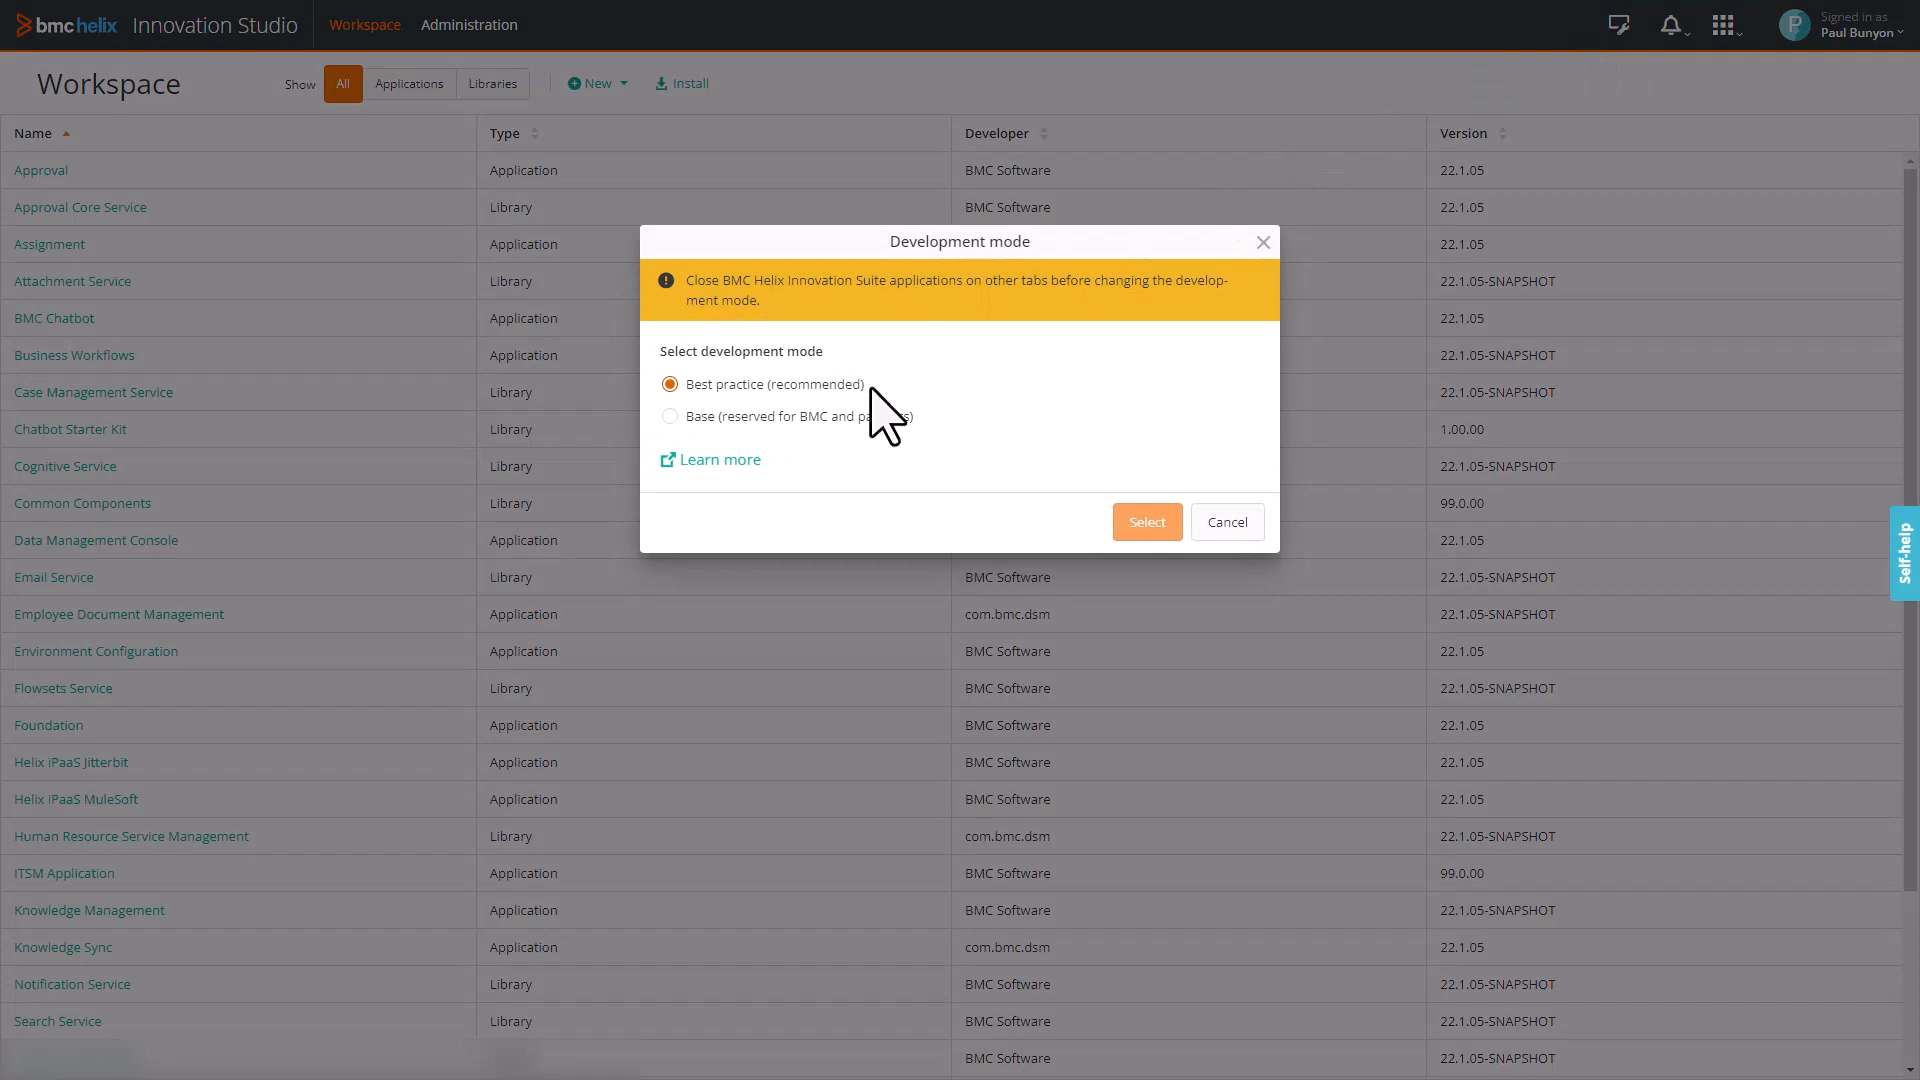 bmc helix Innovation Studio Workspace Administration
P Signed in as
Paul Bunyon
Workspace Show All Applications Libraries New Install
Name Type Developer Version
Approval Application BMC Software 22.1.05
Approval Core Service Library BMC Software 22.1.05
Assignment Application 22.1.05
Attachment Service Library 22.1.05-SNAPSHOT
BMC Chatbot Application 22.1.05
Business Workflows Application 22.1.05-SNAPSHOT
Case Management Service Library 22.1.05-SNAPSHOT
Chatbot Starter Kit Library 1.00.00
Cognitive Service Library 22.1.05-SNAPSHOT
Common Components Library 99.0.00
Data Management Console Application 22.1.05
Email Service Library BMC Software 22.1.05-SNAPSHOT
Employee Document Management Application com.bmc.dsm 22.1.05-SNAPSHOT
Environment Configuration Application BMC Software 22.1.05
Flowsets Service Library BMC Software 22.1.05-SNAPSHOT
Foundation Application BMC Software 22.1.05
Helix iPaaS Jitterbit Application BMC Software 22.1.05
Helix iPaaS MuleSoft Application BMC Software 22.1.05
Human Resource Service Management Library com.bmc.dsm 22.1.05-SNAPSHOT
ITSM Application Application BMC Software 99.0.00
Knowledge Management Application BMC Software 22.1.05-SNAPSHOT
Knowledge Sync Application com.bmc.dsm 22.1.05
Notification Service Library BMC Software 22.1.05-SNAPSHOT
Search Service Library BMC Software 22.1.05-SNAPSHOT
BMC Software 22.1.05-SNAPSHOT
Development mode
Close BMC Helix Innovation Suite applications on other tabs before changing the develop-
ment mode.
Select development mode
Best practice (recommended)
Base (reserved for BMC and
Learn more
Select Cancel
Self-help